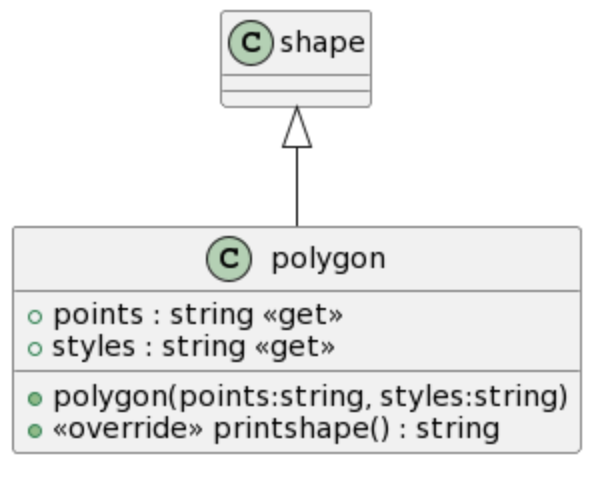 C shape
C polygon
points : string «get»
styles : string «get»
polygon(points:string, styles:string)
«override» printshape() : string